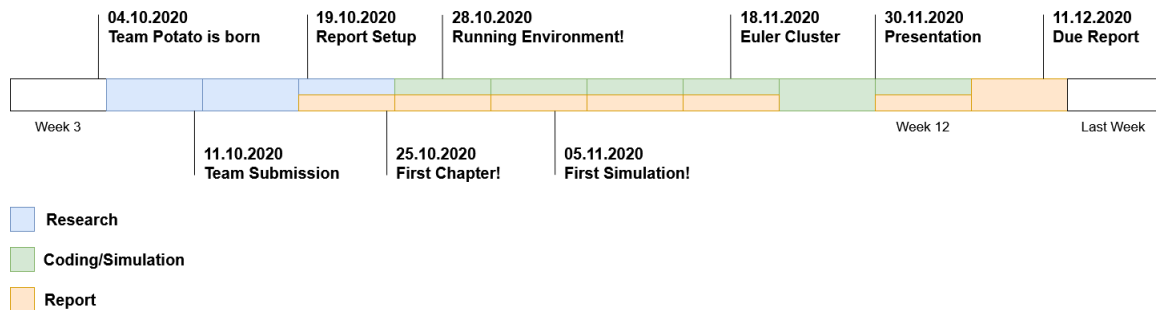 04.10.2020
Team Potato is born
19.10.2020
Report Setup
28.10.2020
Running Environment!
18.11.2020
Euler Cluster
30.11.2020
Presentation
11.12.2020
Due Report
Week 3
Week 12
Last Week
11.10.2020
Team Submission
25.10.2020
First Chapter!
05.11.2020
First Simulation!
Research
Coding/Simulation
Report